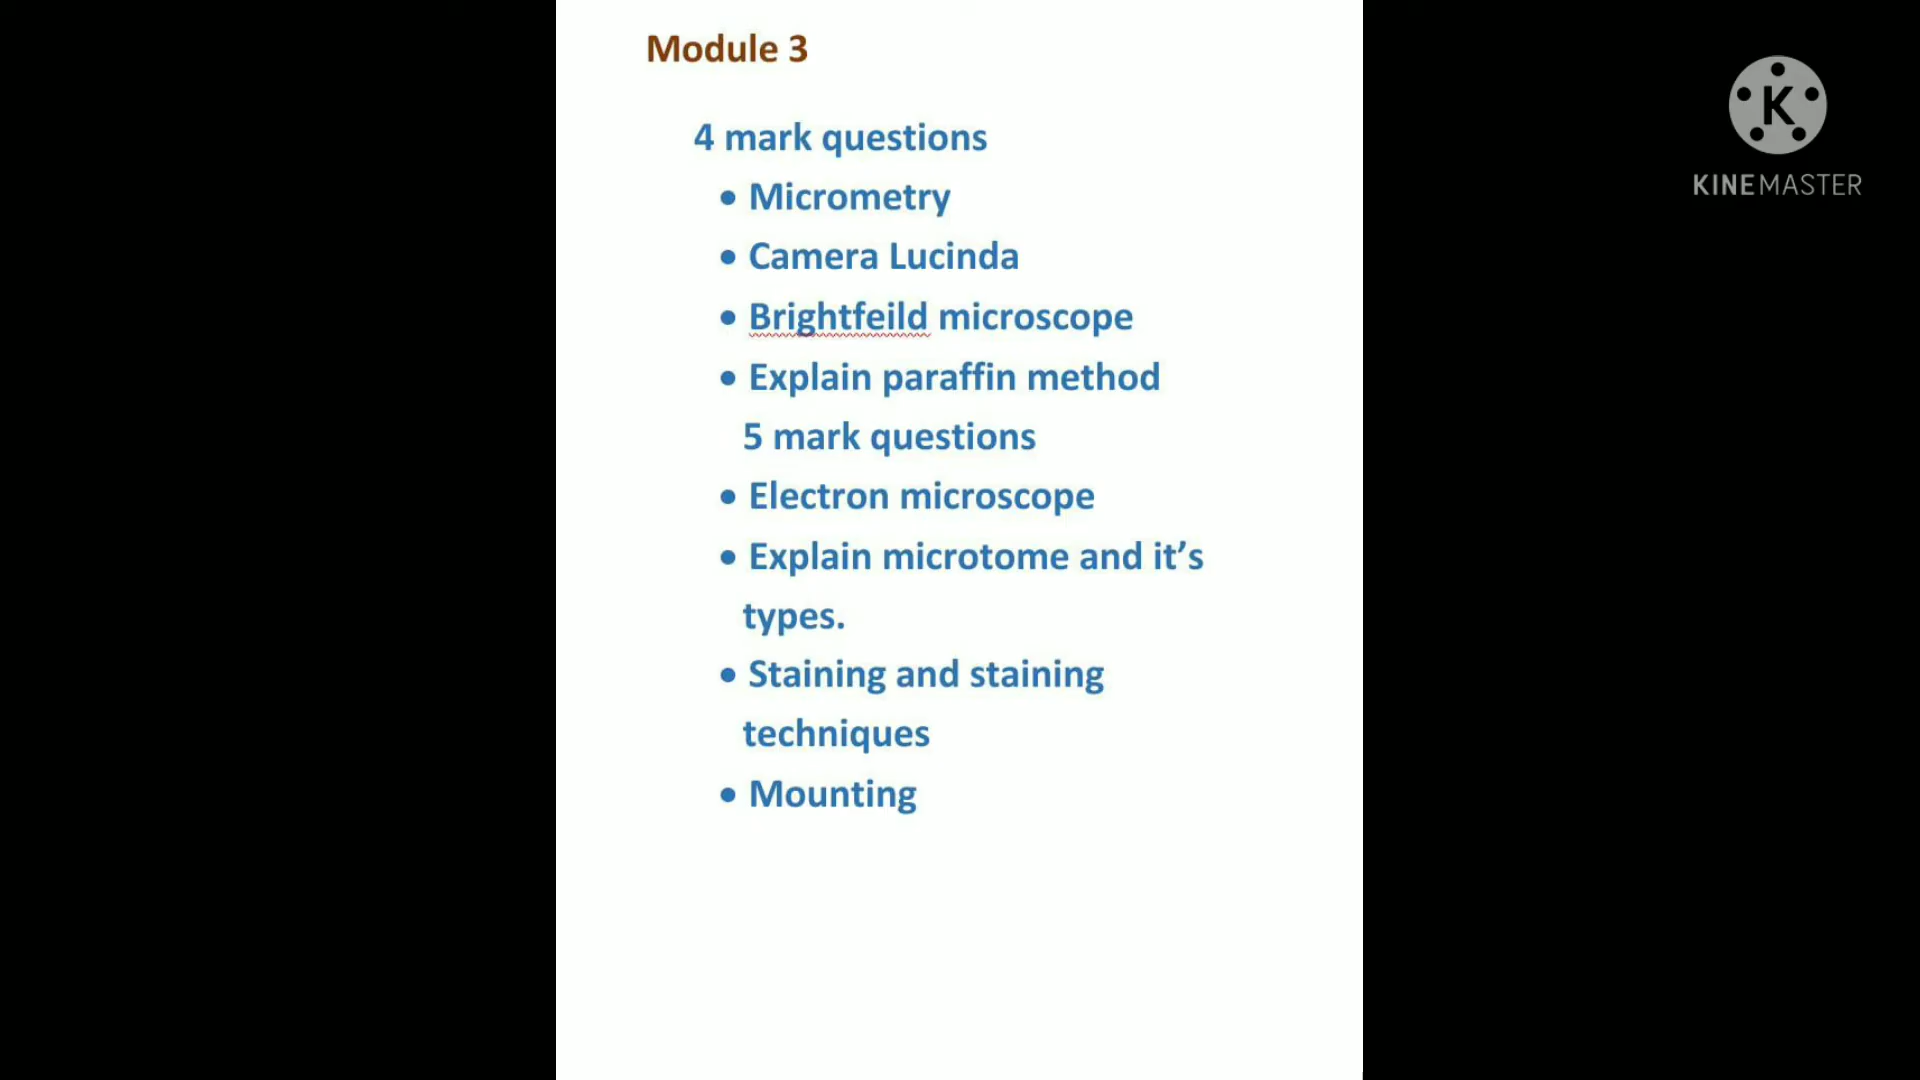 Module 3
4 mark questions
• Micrometry
• Camera Lucinda
• Brightfeild microscope
• Explain paraffin method
5 mark questions
• Electron microscope
• Explain microtome and it’s
types.
• Staining and staining
techniques
• Mounting
K
KINEMASTER